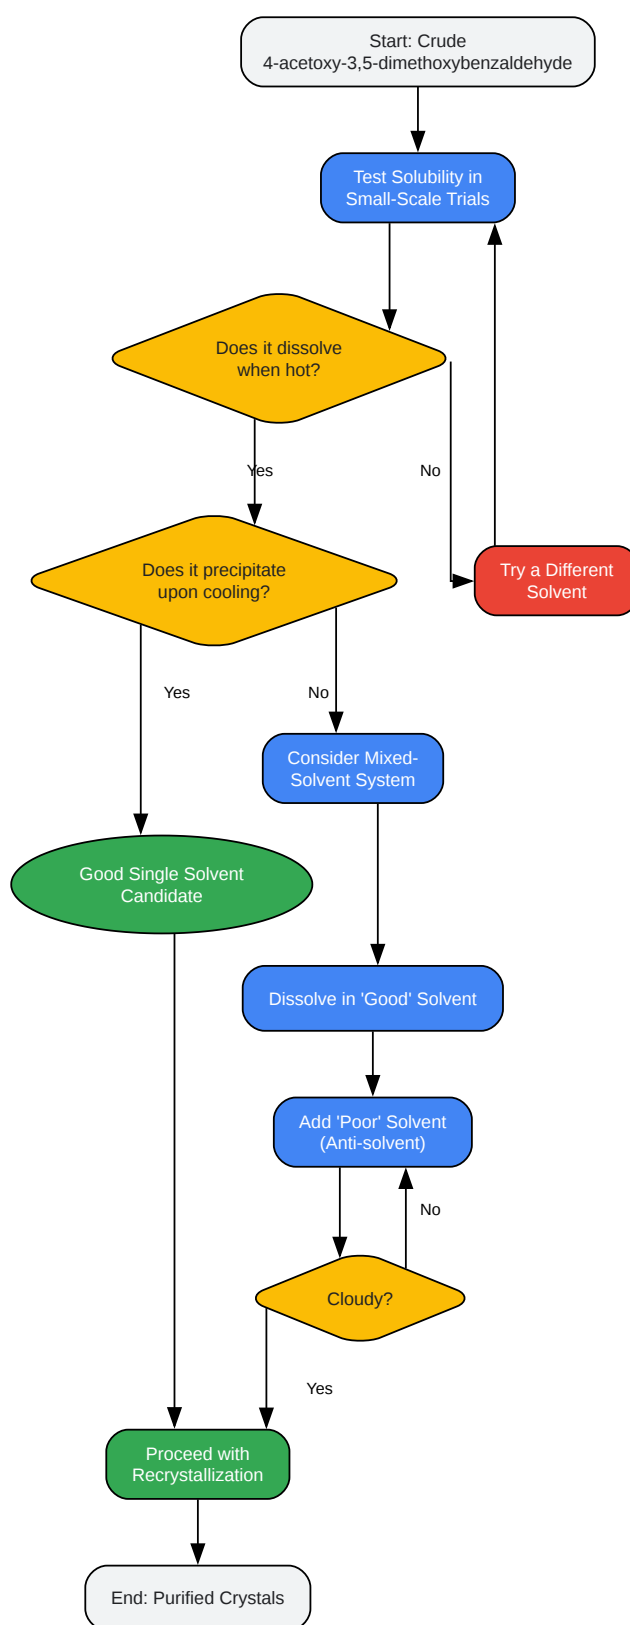 Start: Crude
4-acetoxy-3,5-dimethoxybenzaldehyde
Test Solubility in
Small-Scale Trials
Does it dissolve
when hot?
Yes
No
Does it precipitate
upon cooling?
Try a Different
Solvent
Yes
No
Consider Mixed-
Solvent System
Good Single Solvent
Candidate
Dissolve in 'Good' Solvent
Add 'Poor' Solvent
(Anti-solvent)
No
Cloudy?
Yes
Proceed with
Recrystallization
End: Purified Crystals